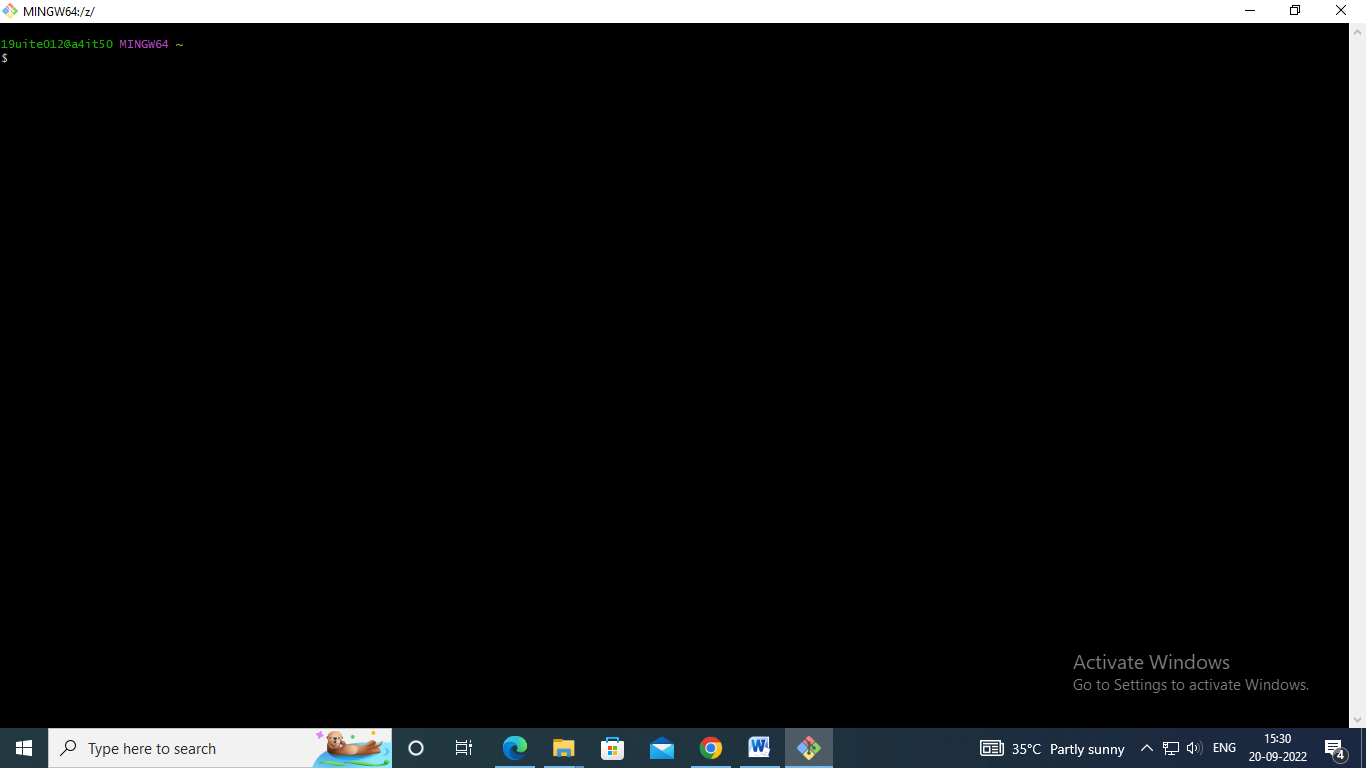 MINGW64:/z/
19uite012@a4it50 MINGW64 ~
$
Activate Windows
Go to Settings to activate Windows.
Type here to search
35°C Partly sunny
ENG
15:30
20-09-2022
4